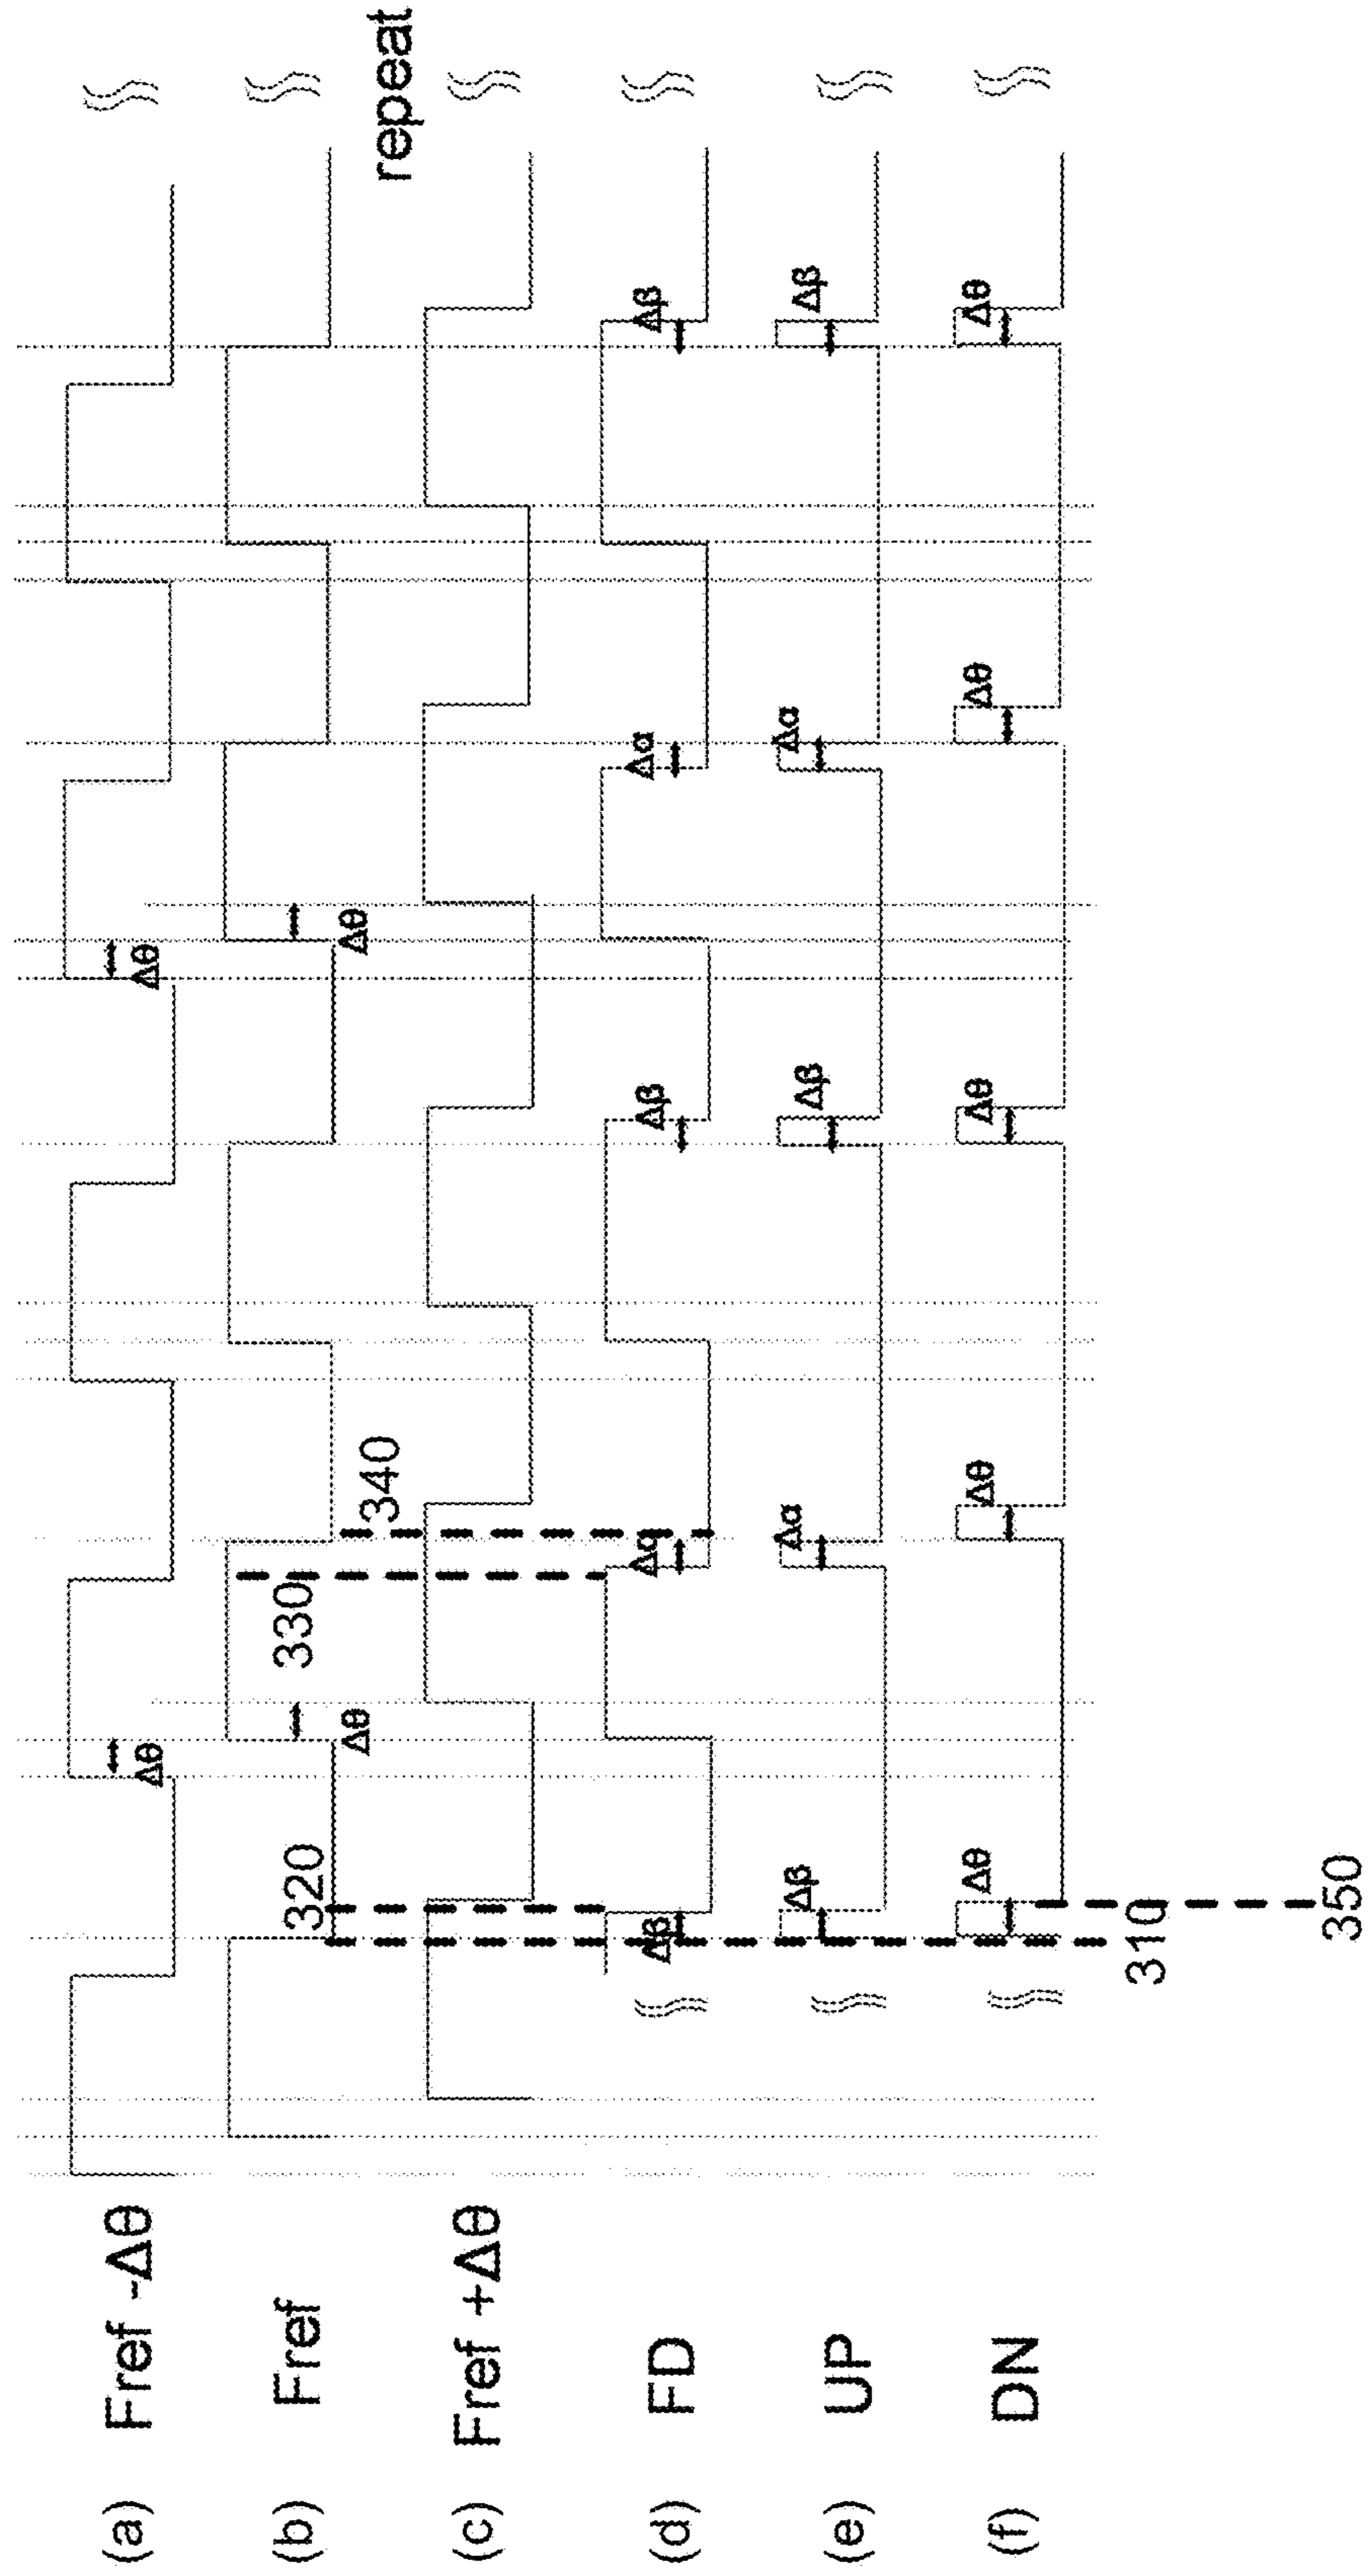 (a) Fref -Δθ
Δθ
Δθ
(b) Fref
320
Δθ
330
340
Δθ
repeat
(c) Fref +Δθ
(d) FD
Δβ
Δα
Δβ
Δα
Δβ
(e) UP
Δβ
Δα
Δβ
Δα
Δβ
(f) DN
Δθ
Δθ
Δθ
Δθ
Δθ
310
350